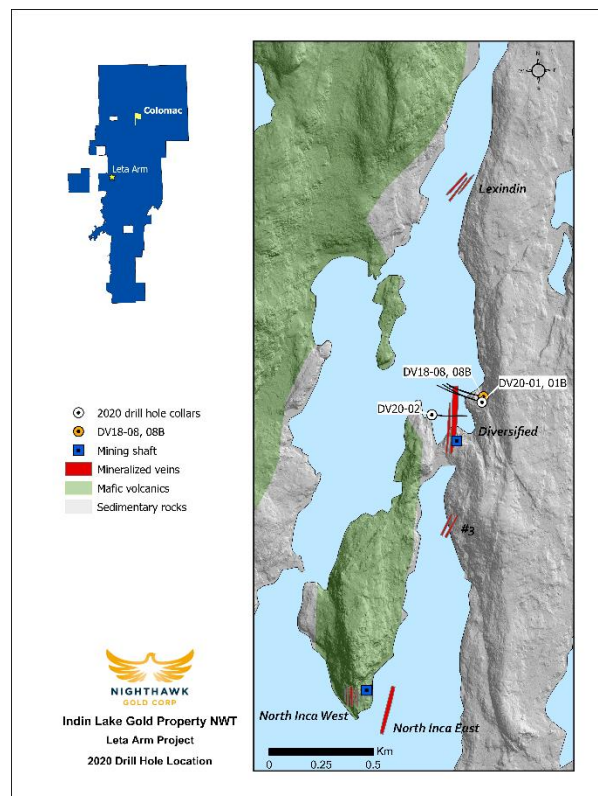 Colomac
Leta Arm
2020 drill hole collars
DV18-08, 08B
Mining shaft
Mineralized veins
Mafic volcanics
Sedimentary rocks
NIGHTHAWK
GOLD CORP
Indin Lake Gold Property NWT
Leta Arm Project
2020 Drill Hole Location
N
Lexindin
DV18-08, 08B
DV20-01, 01B
DV20-02
Diversified
#3
North Inca West
North Inca East
Km
0 0.25 0.5